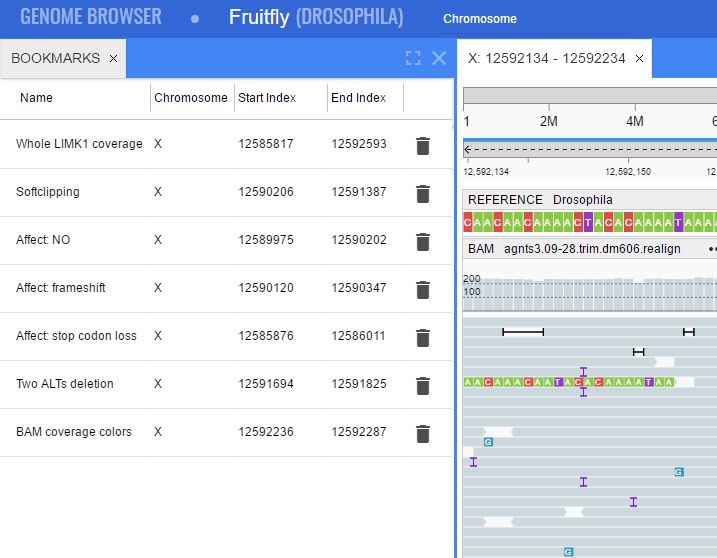 GENOME BROWSER
Fruitfly (DROSOPHILA)
Chromosome
BOOKMARKS ×
Name Chromosome Start Index End Index
Whole LIMK1 coverage X 12585817 12592593
Softclipping X 12590206 12591387
Affect: NO X 12589975 12590202
Affect: frameshift X 12590120 12590347
Affect: stop codon loss X 12585876 12586011
Two ALTs deletion X 12591694 12591825
BAM coverage colors X 12592236 12592287
X: 12592134 - 12592234 ×
1 2M 4M 6
12,592,134 12,592,150 12
REFERENCE Drosophila
CAACAACAAAACTACACAAAATAAAA
BAM agnts3.09-28.trim.dm606.realign
200
100
AACAAACAATACACAAAATAA
G
G
G